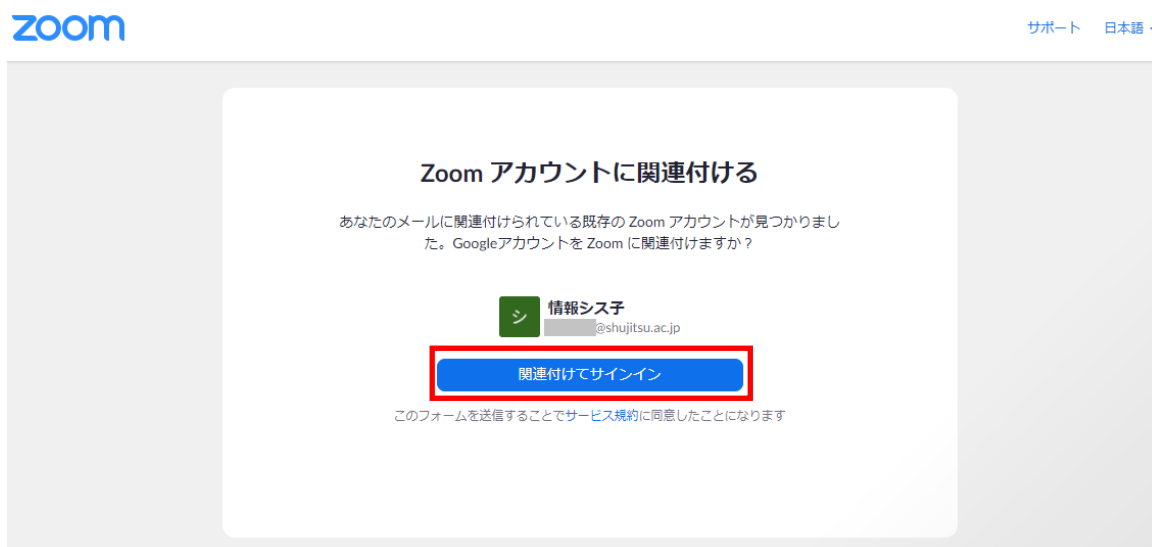 zoom
サポート 日本語
Zoom アカウントに関連付ける
あなたのメールに関連付けられている既存の Zoom アカウントが見つかりまし
た。Googleアカウントを Zoom に関連付けますか？
シ
情報シス子
@shujitsu.ac.jp
関連付けてサインイン
このフォームを送信することでサービス規約に同意したことになります